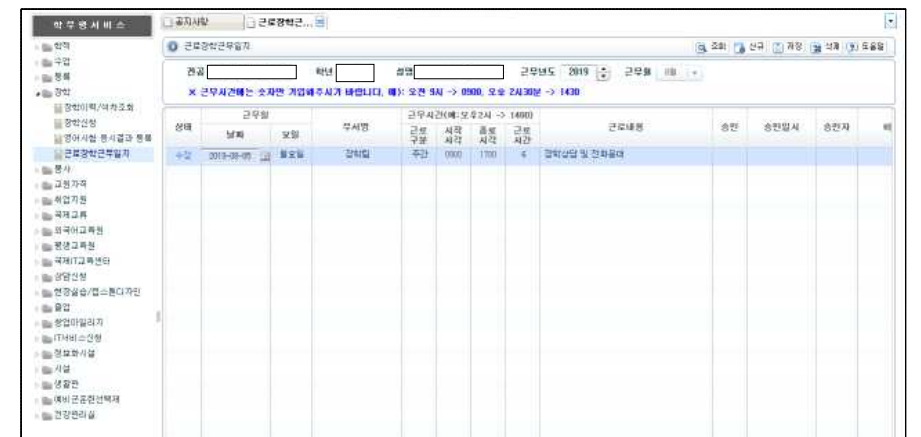 학부생서비스
공지사항
근로장학근...
학적
수업
등록
장학
장학이력/석차조회
장학신청
영어시험 응시결과 등록
근로장학근무일지
봉사
교원자격
취업지원
국제교류
외국어교육원
평생교육원
국제IT교육센터
상담신청
현장실습/캡스톤디자인
졸업
창업마일리지
IT서비스신청
정보화시설
시설
생활관
예비군훈련선택제
건강관리실
근로장학근무일지
조회 신규 저장 삭제 도움말
전공 학년 성명 근무년도 2019 근무월
× 근무시간에는 숫자만 기입해주시기 바랍니다. 예): 오전 9시 -> 0900, 오후 2시30분 -> 1430
상태 근무일 부서명 근무시간(예:오후2시 -> 1400) 근로내용 승인 승인일시 승인자 비
날짜 요일 근로구분 시작시각 종료시각 근로시간
수정 2019-08-05 월요일 장학팀 주간 0900 1700 장학상담 및 전화응대